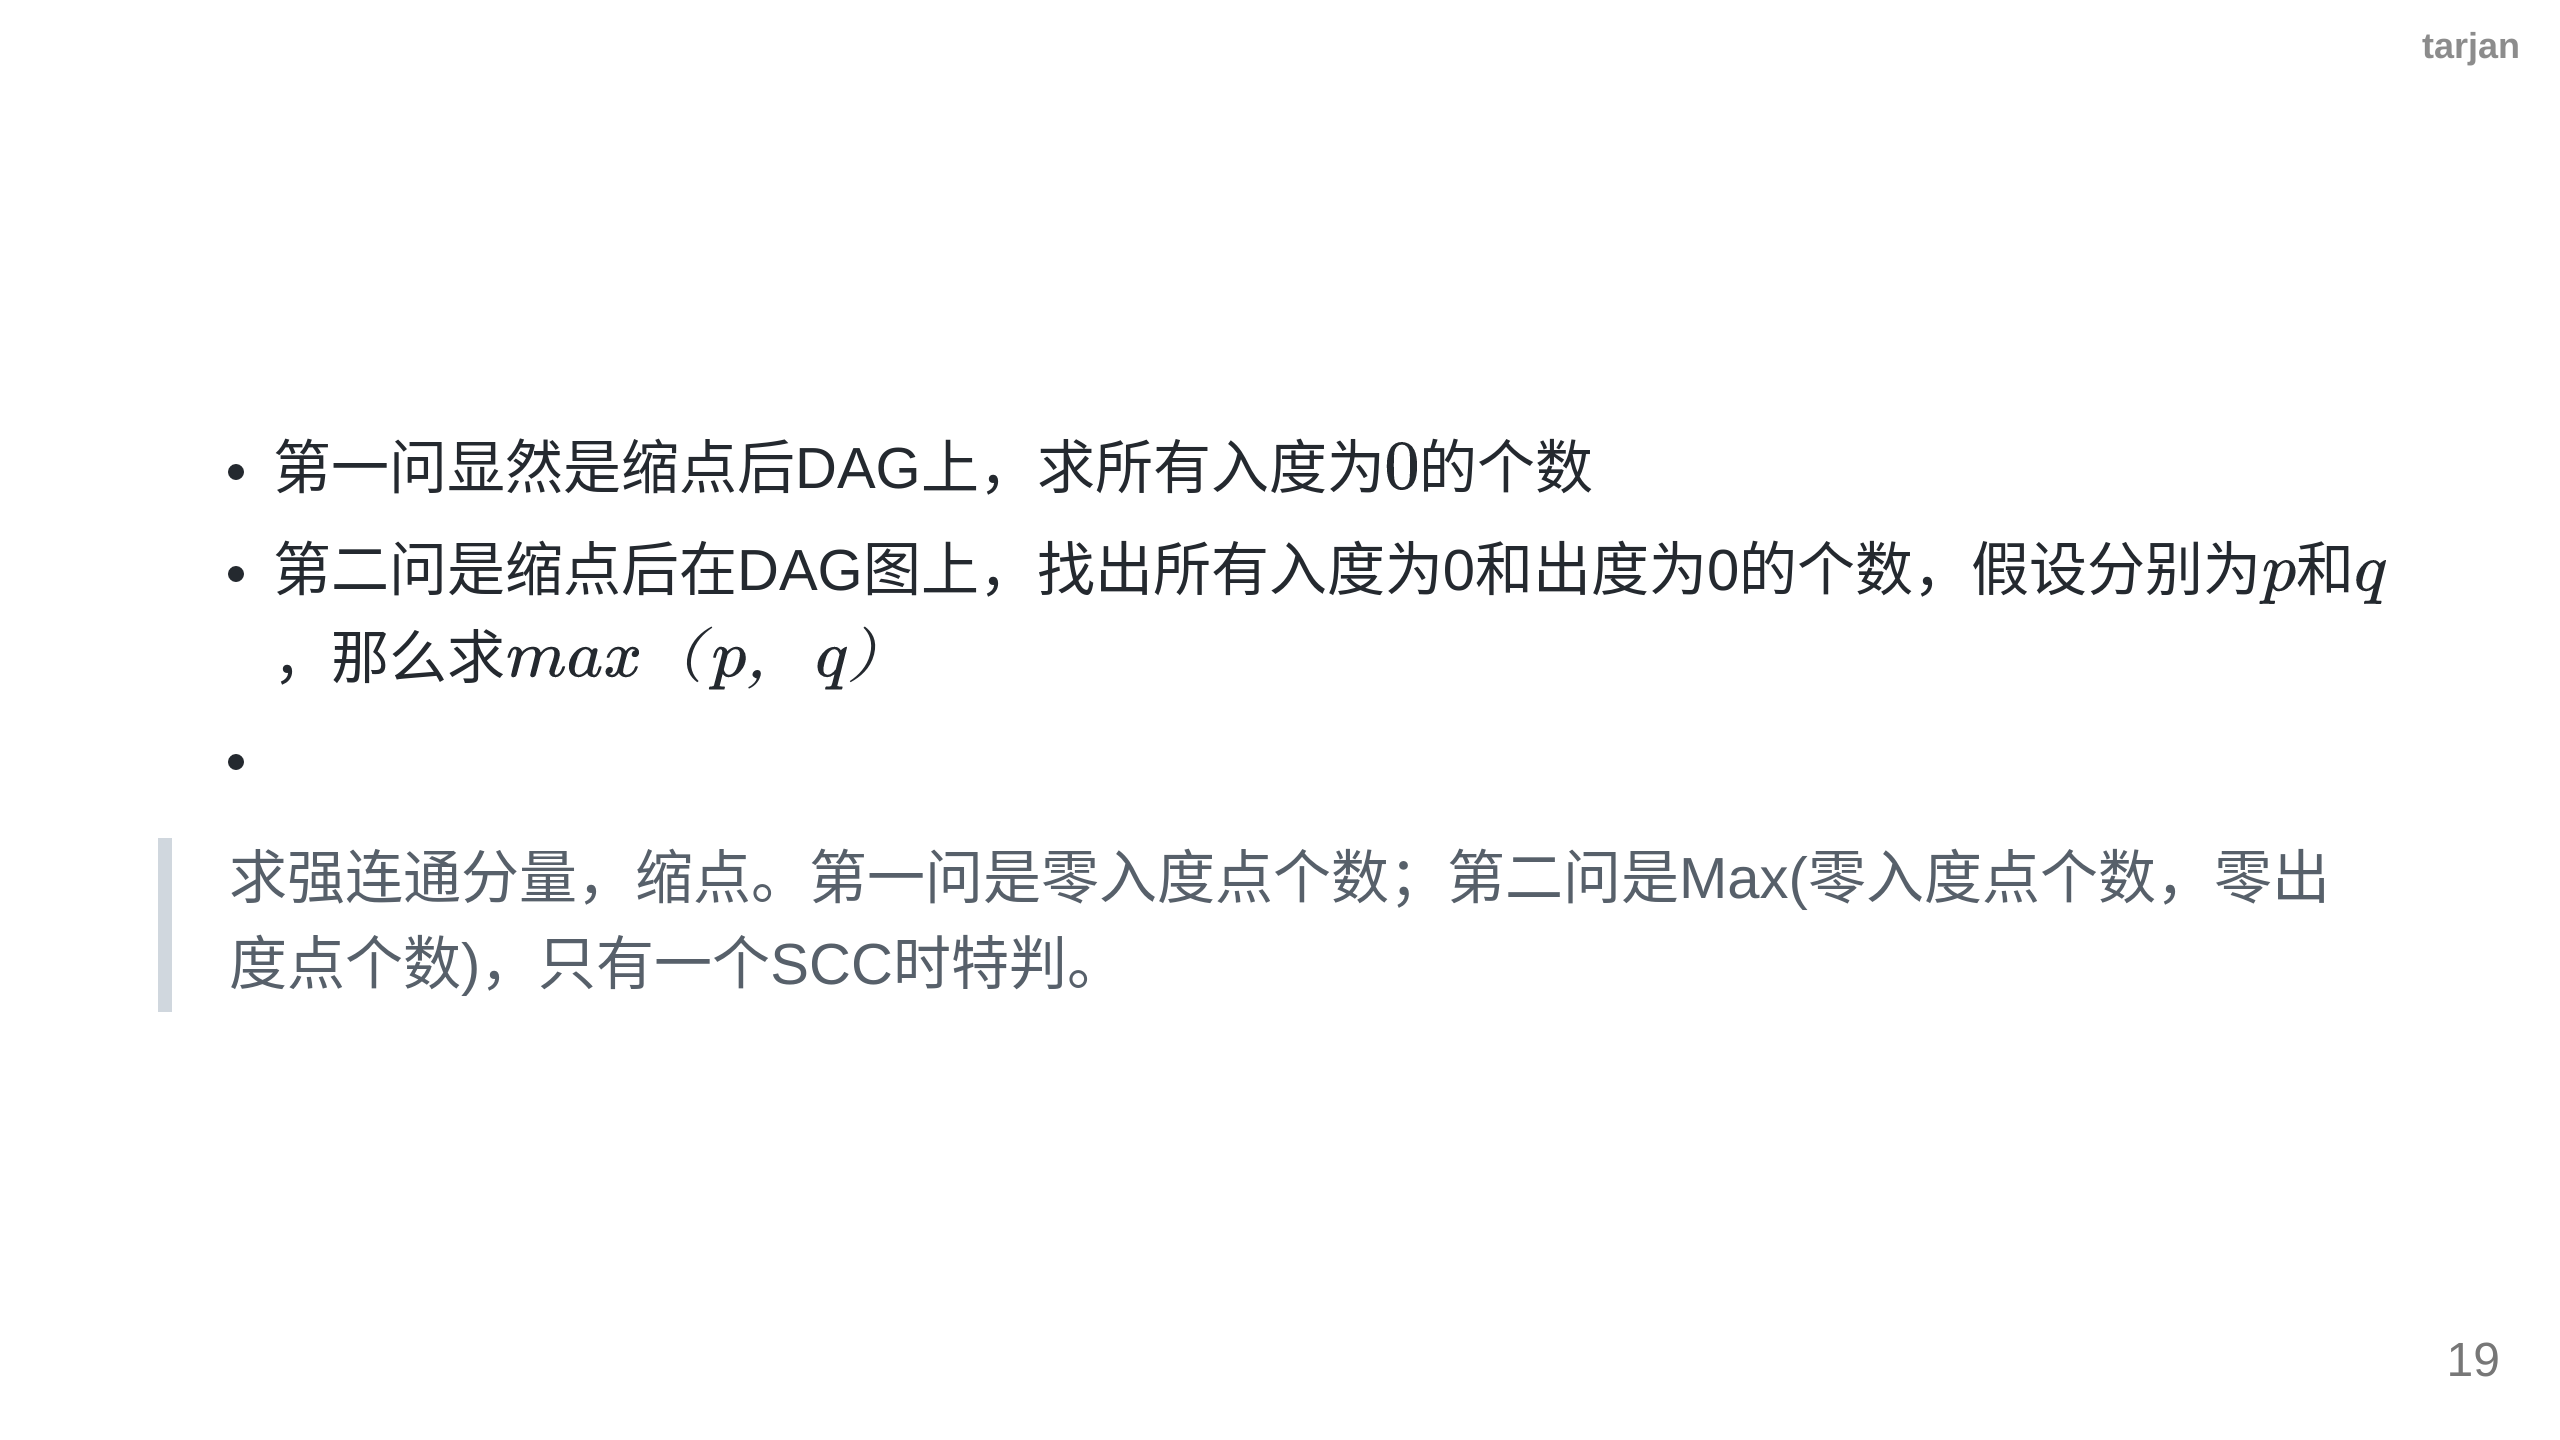 tarjan
第一问显然是缩点后DAG上，求所有入度为0的个数
第二问是缩点后在DAG图上，找出所有入度为0和出度为0的个数，假设分别为p和q
，那么求max（p，q）
求强连通分量，缩点。第一问是零入度点个数；第二问是Max(零入度点个数，零出
度点个数)，只有一个SCC时特判。
19